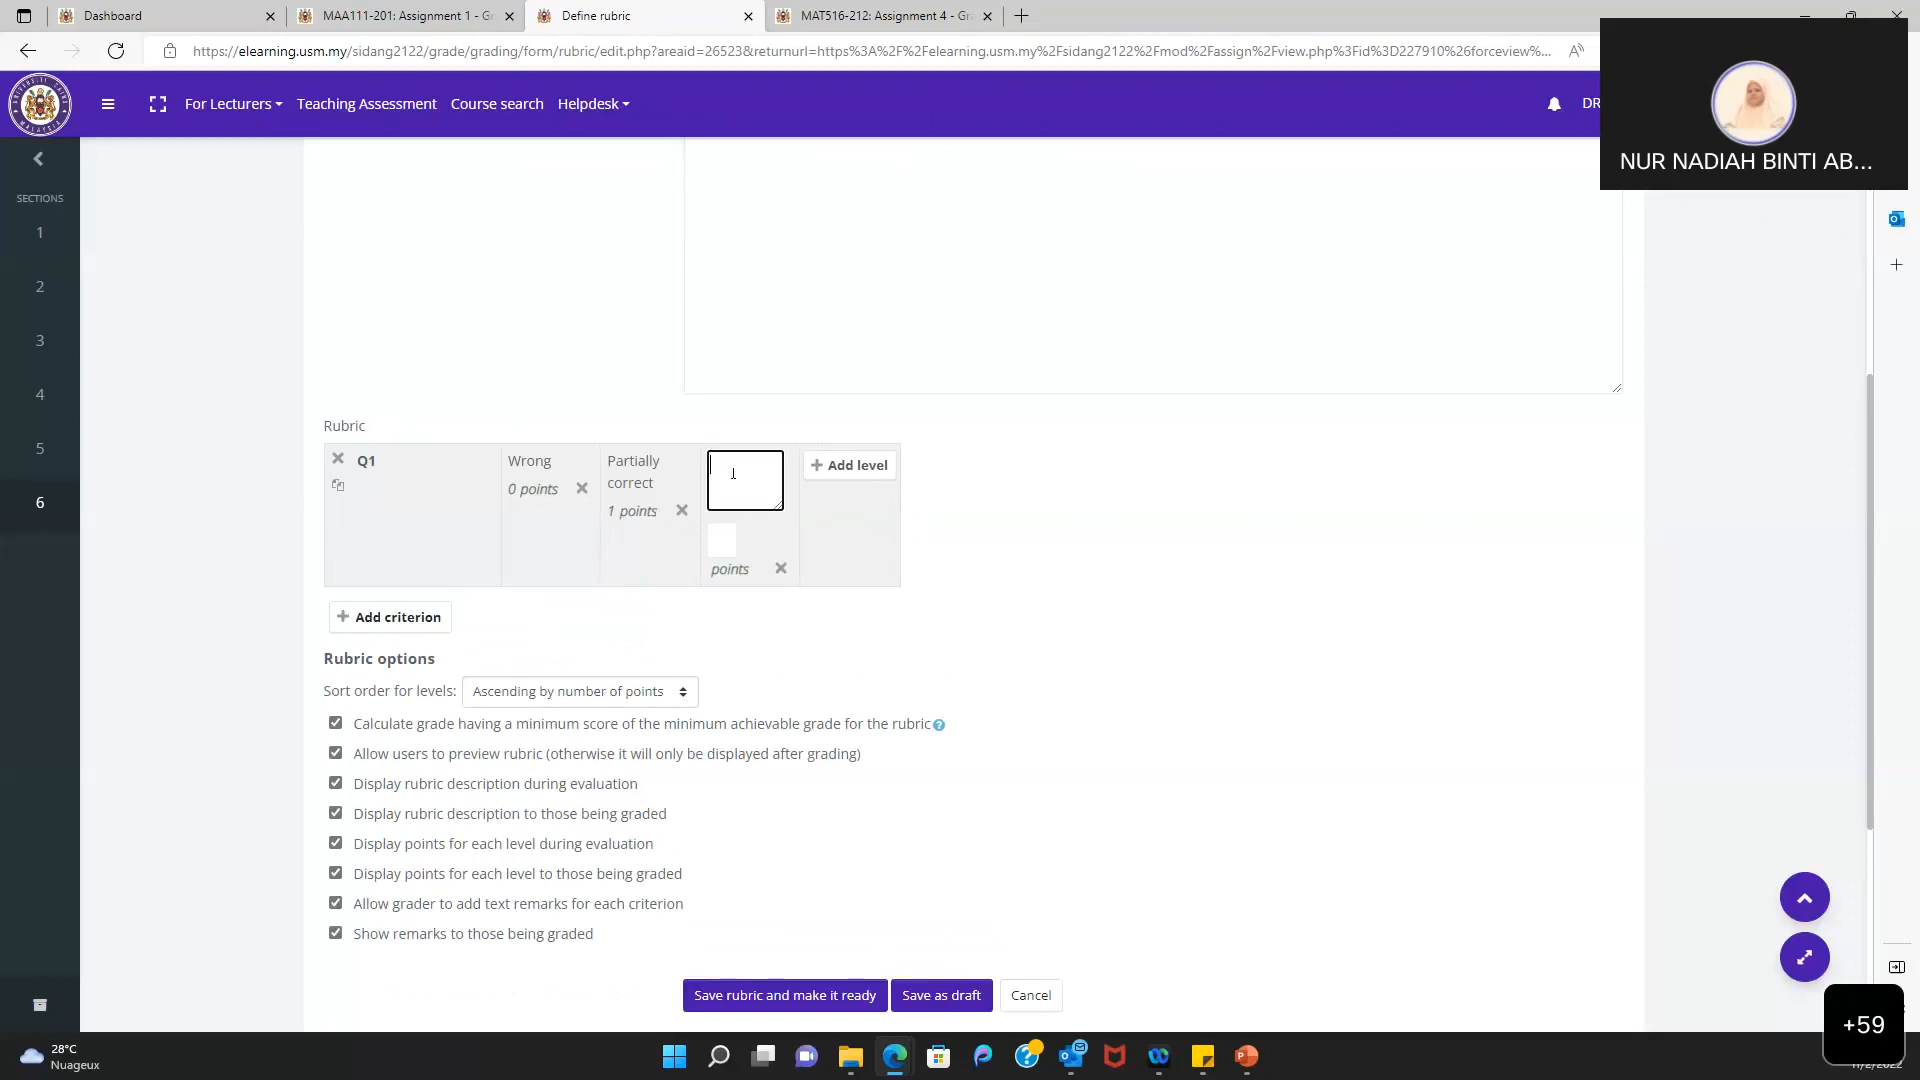 Dashboard
MAA111-201: Assignment 1 - Gr
Define rubric
MAT516-212: Assignment 4 - Gra
https://elearning.usm.my/sidang2122/grade/grading/form/rubric/edit.php?areaid=26523&returnurl=https%3A%2F%2Felearning.usm.my%2Fsidang2122%2Fmod%2Fassign%2Fview.php%3Fid%3D227910%26forceview%...
For Lecturers
Teaching Assessment
Course search
Helpdesk
DR
NUR NADIAH BINTI AB...
SECTIONS
1
2
3
4
5
6
Rubric
Q1
Wrong
0 points
Partially
correct
1 points
points
+ Add level
+ Add criterion
Rubric options
Sort order for levels: Ascending by number of points
Calculate grade having a minimum score of the minimum achievable grade for the rubric
Allow users to preview rubric (otherwise it will only be displayed after grading)
Display rubric description during evaluation
Display rubric description to those being graded
Display points for each level during evaluation
Display points for each level to those being graded
Allow grader to add text remarks for each criterion
Show remarks to those being graded
Save rubric and make it ready
Save as draft
Cancel
+59
28°C
Nuageux